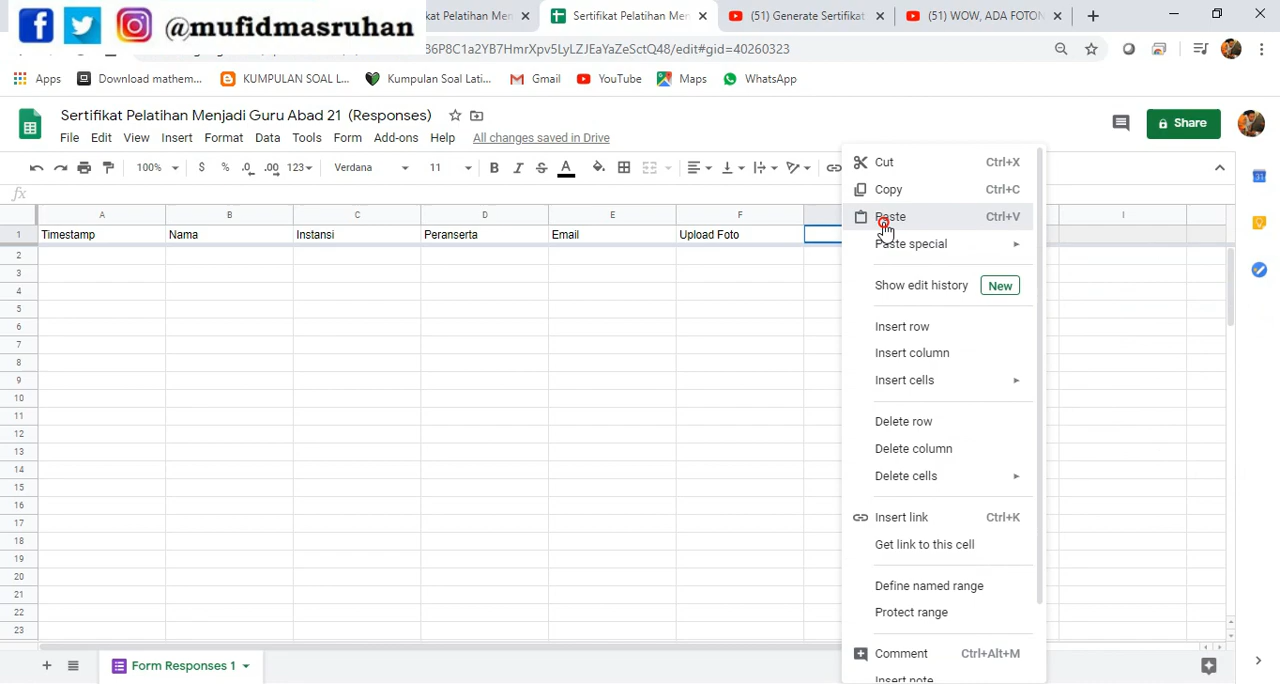 @mufidmasruhan
kat Pelatihan Men
Sertifikat Pelatihan Men
(51) Generate Sertifikat
(51) WOW, ADA FOTON
86P8C1a2YB7HmrXpv5LyLZJEaYaZeSctQ48/edit#gid=40260323
Apps
Download mathem...
KUMPULAN SOAL L...
Kumpulan Soal Lati...
Gmail
YouTube
Maps
WhatsApp
Sertifikat Pelatihan Menjadi Guru Abad 21 (Responses)
File Edit View Insert Format Data Tools Form Add-ons Help All changes saved in Drive
Share
100% $ % .0 .00 123 Verdana 11 B I S A
fx
A B C D E F I
1 Timestamp Nama Instansi Peranserta Email Upload Foto
2
3
4
5
6
7
8
9
10
11
12
13
14
15
16
17
18
19
20
21
22
23
Cut Ctrl+X
Copy Ctrl+C
Paste Ctrl+V
Paste special
Show edit history New
Insert row
Insert column
Insert cells
Delete row
Delete column
Delete cells
Insert link Ctrl+K
Get link to this cell
Define named range
Protect range
Comment Ctrl+Alt+M
Insert note
Form Responses 1